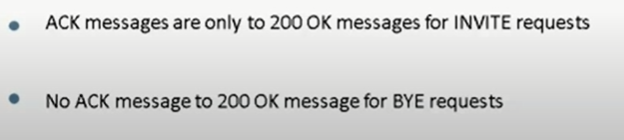 ACK messages are only to 200 OK messages for INVITE requests
No ACK message to 200 OK message for BYE requests